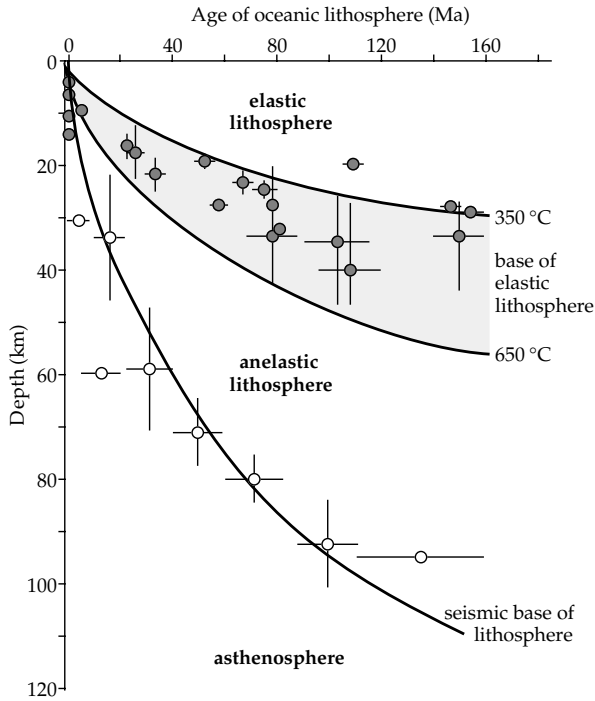 Age of oceanic lithosphere (Ma)
0 40 80 120 160
0
20
40
60
80
100
120
Depth (km)
elastic
lithosphere
350 °C
base of
elastic
lithosphere
650 °C
anelastic
lithosphere
seismic base of
lithosphere
asthenosphere